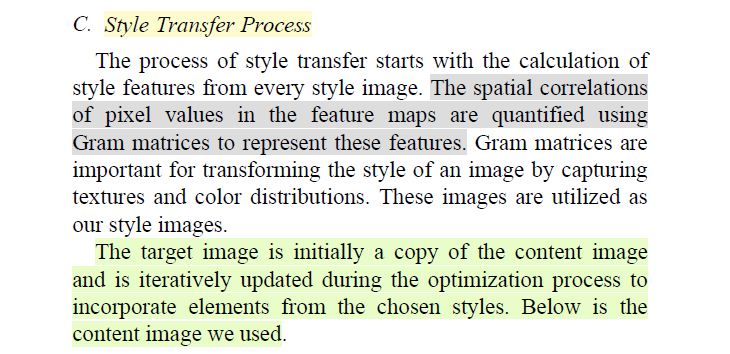 C. Style Transfer Process
The process of style transfer starts with the calculation of
style features from every style image. The spatial correlations
of pixel values in the feature maps are quantified using
Gram matrices to represent these features. Gram matrices are
important for transforming the style of an image by capturing
textures and color distributions. These images are utilized as
our style images.
The target image is initially a copy of the content image
and is iteratively updated during the optimization process to
incorporate elements from the chosen styles. Below is the
content image we used.